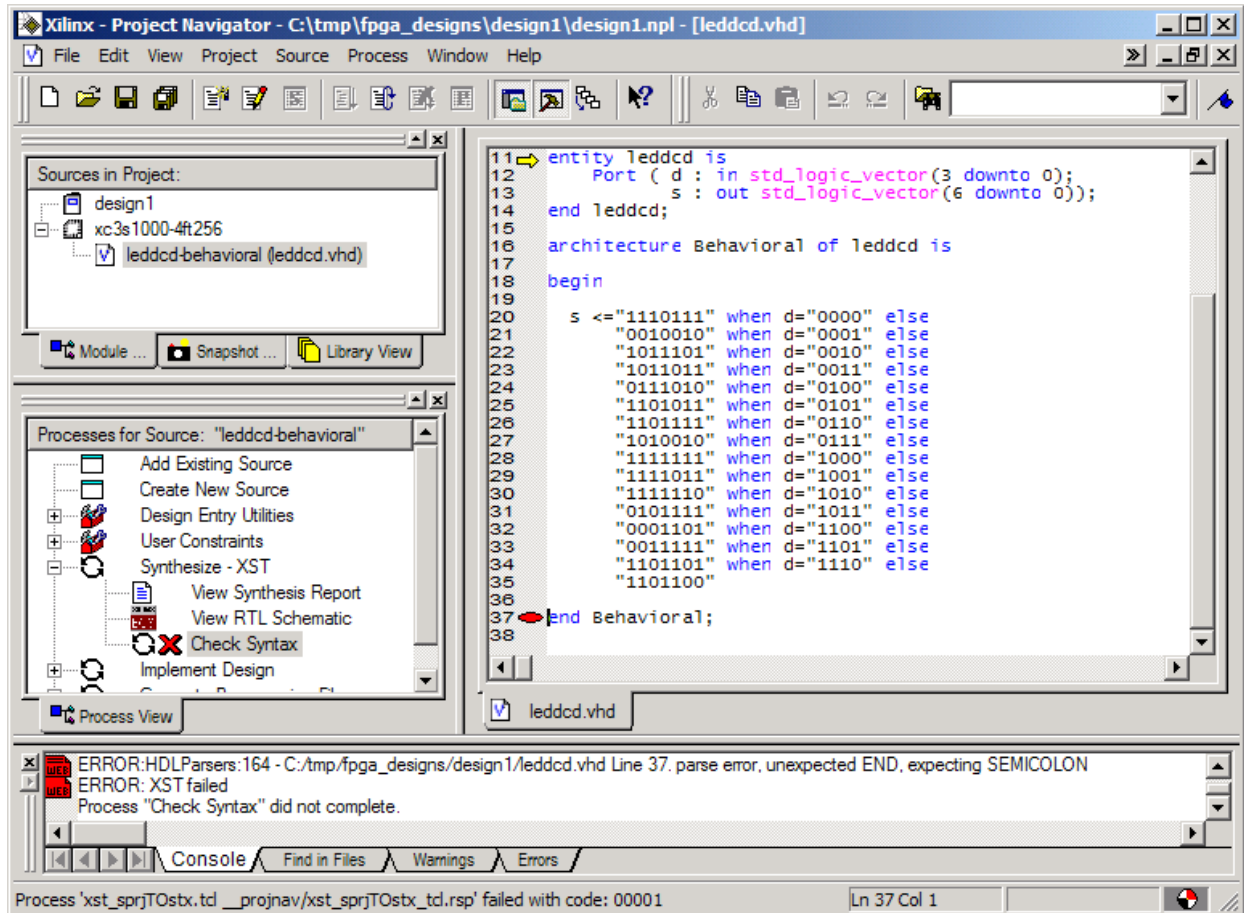 Xilinx - Project Navigator - C:\tmp\fpga_designs\design1\design1.npl - [leddcd.vhd]
File Edit View Project Source Process Window Help
Sources in Project:
design1
xc3s1000-4ft256
leddcd-behavioral (leddcd.vhd)
Module ... Snapshot ... Library View
Processes for Source: "leddcd-behavioral"
Add Existing Source
Create New Source
Design Entry Utilities
User Constraints
Synthesize - XST
View Synthesis Report
View RTL Schematic
Check Syntax
Implement Design
Process View
11 entity leddcd is
12 Port ( d : in std_logic_vector(3 downto 0);
13 s : out std_logic_vector(6 downto 0));
14 end leddcd;
15
16 architecture Behavioral of leddcd is
17
18 begin
19
20 s <="1110111" when d="0000" else
21 "0010010" when d="0001" else
22 "1011101" when d="0010" else
23 "1011011" when d="0011" else
24 "0111010" when d="0100" else
25 "1101011" when d="0101" else
26 "1101111" when d="0110" else
27 "1010010" when d="0111" else
28 "1111111" when d="1000" else
29 "1111011" when d="1001" else
30 "1111110" when d="1010" else
31 "0101111" when d="1011" else
32 "0001101" when d="1100" else
33 "0011111" when d="1101" else
34 "1101101" when d="1110" else
35 "1101100"
36
37 end Behavioral;
38
leddcd.vhd
ERROR:HDLParsers:164 - C:/tmp/fpga_designs/design1/leddcd.vhd Line 37. parse error, unexpected END, expecting SEMICOLON
ERROR: XST failed
Process "Check Syntax" did not complete.
Console Find in Files Warnings Errors
Process 'xst_sprjTOstx.tcl __projnav/xst_sprjTOstx_tcl.rsp' failed with code: 00001
Ln 37 Col 1